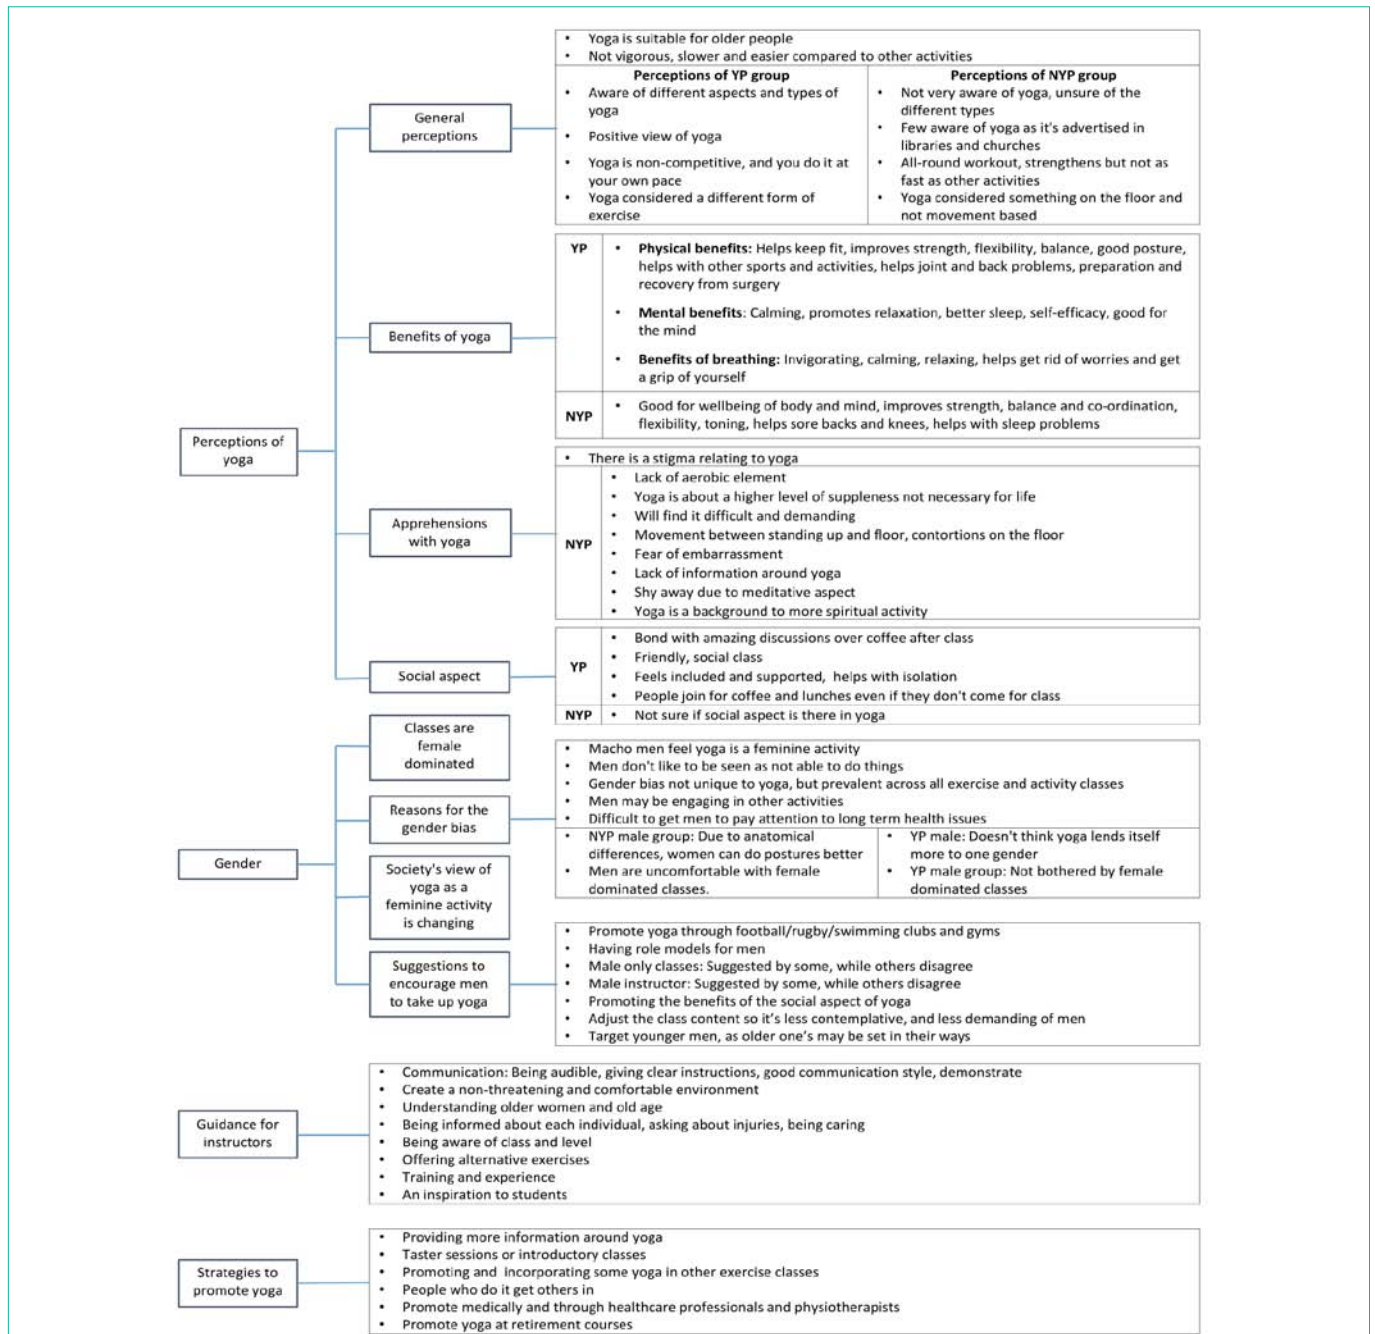 • Yoga is suitable for older people
• Not vigorous, slower and easier compared to other activities
General
perceptions
Perceptions of YP group
• Aware of different aspects and types of
yoga
• Positive view of yoga
• Yoga is non-competitive, and you do it at
your own pace
• Yoga considered a different form of
exercise
Perceptions of NYP group
• Not very aware of yoga, unsure of the
different types
• Few aware of yoga as it's advertised in
libraries and churches
• All-round workout, strengthens but not as
fast as other activities
• Yoga considered something on the floor and
not movement based
Benefits of yoga
YP
• Physical benefits: Helps keep fit, improves strength, flexibility, balance, good posture,
helps with other sports and activities, helps joint and back problems, preparation and
recovery from surgery
• Mental benefits: Calming, promotes relaxation, better sleep, self-efficacy, good for
the mind
• Benefits of breathing: Invigorating, calming, relaxing, helps get rid of worries and get
a grip of yourself
NYP
• Good for wellbeing of body and mind, improves strength, balance and co-ordination,
flexibility, toning, helps sore backs and knees, helps with sleep problems
Perceptions of
yoga
Apprehensions
with yoga
• There is a stigma relating to yoga
NYP
• Lack of aerobic element
• Yoga is about a higher level of suppleness not necessary for life
• Will find it difficult and demanding
• Movement between standing up and floor, contortions on the floor
• Fear of embarrassment
• Lack of information around yoga
• Shy away due to meditative aspect
• Yoga is a background to more spiritual activity
Social aspect
YP
• Bond with amazing discussions over coffee after class
• Friendly, social class
• Feels included and supported, helps with isolation
• People join for coffee and lunches even if they don't come for class
NYP
• Not sure if social aspect is there in yoga
Gender
Classes are
female
dominated
Reasons for the
gender bias
• Macho men feel yoga is a feminine activity
• Men don't like to be seen as not able to do things
• Gender bias not unique to yoga, but prevalent across all exercise and activity classes
• Men may be engaging in other activities
• Difficult to get men to pay attention to long term health issues
• NYP male group: Due to anatomical
differences, women can do postures better
• Men are uncomfortable with female
dominated classes.
• YP male: Doesn't think yoga lends itself
more to one gender
• YP male group: Not bothered by female
dominated classes
Society's view of
yoga as a
feminine activity
is changing
Suggestions to
encourage men
to take up yoga
• Promote yoga through football/rugby/swimming clubs and gyms
• Having role models for men
• Male only classes: Suggested by some, while others disagree
• Male instructor: Suggested by some, while others disagree
• Promoting the benefits of the social aspect of yoga
• Adjust the class content so it's less contemplative, and less demanding of men
• Target younger men, as older one's may be set in their ways
Guidance for
instructors
• Communication: Being audible, giving clear instructions, good communication style, demonstrate
• Create a non-threatening and comfortable environment
• Understanding older women and old age
• Being informed about each individual, asking about injuries, being caring
• Being aware of class and level
• Offering alternative exercises
• Training and experience
• An inspiration to students
Strategies to
promote yoga
• Providing more information around yoga
• Taster sessions or introductory classes
• Promoting and incorporating some yoga in other exercise classes
• People who do it get others in
• Promote medically and through healthcare professionals and physiotherapists
• Promote yoga at retirement courses